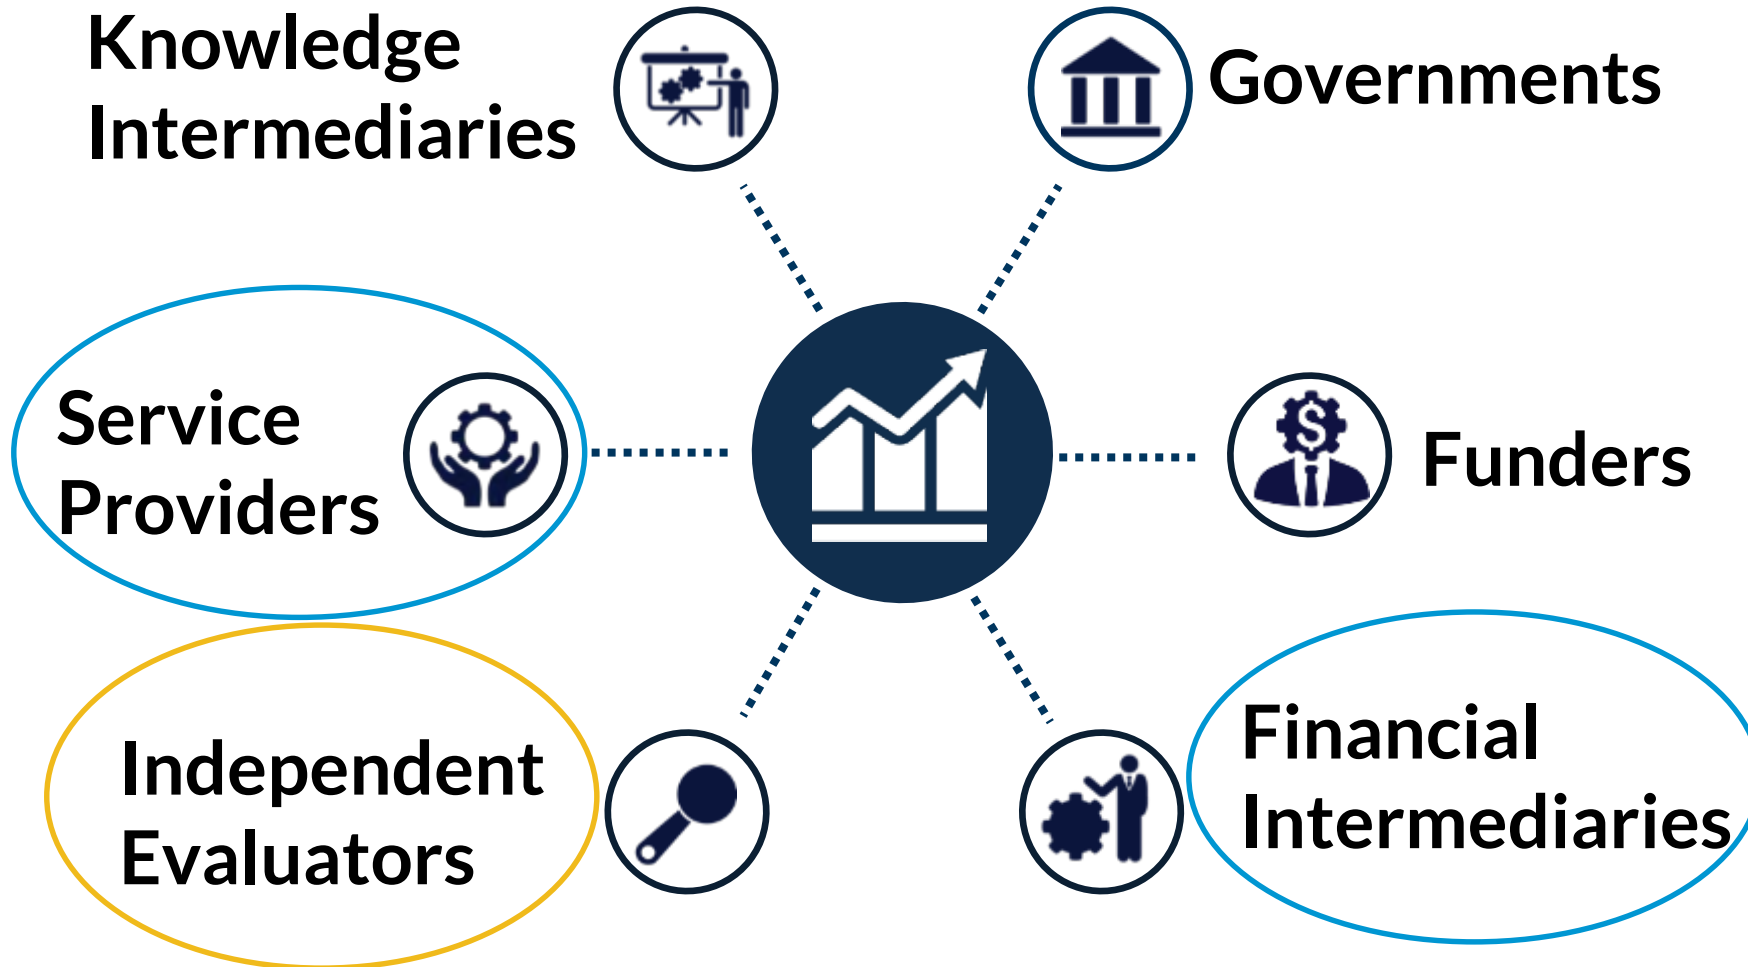 Knowledge
Intermediaries
Governments
Service
Providers
$
Funders
Independent
Evaluators
Financial
Intermediaries